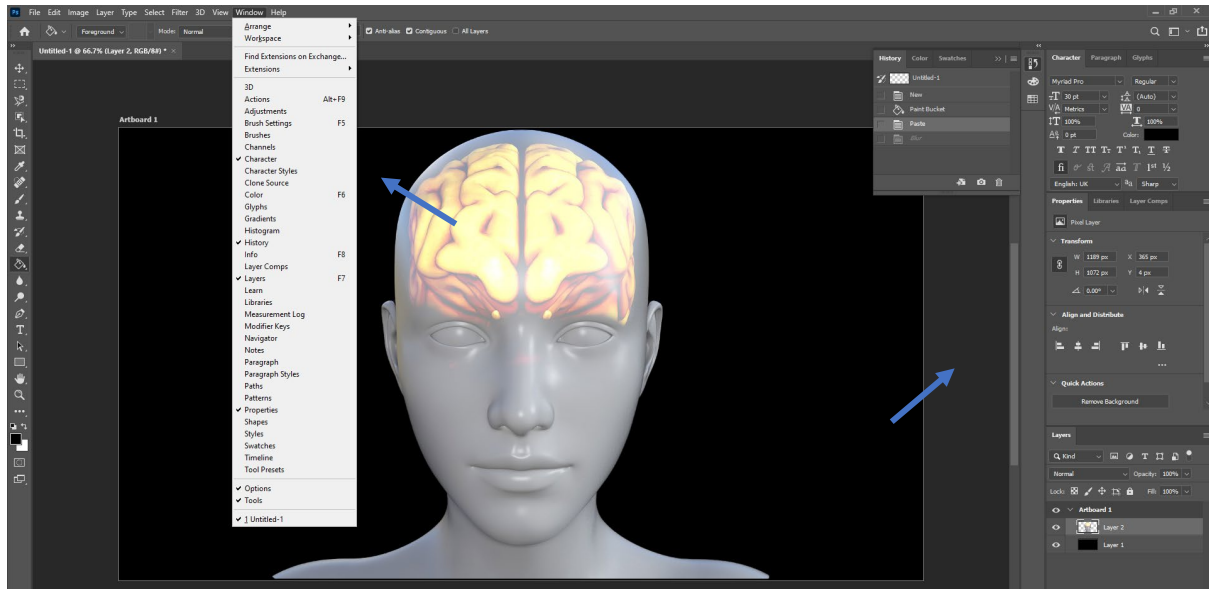 Ps File Edit Image Layer Type Select Filter 3D View Window Help
Foreground Mode: Normal Anti-alias Contiguous All Layers
Untitled-1 @ 66.7% (Layer 2, RGB/8#) * ×
Artboard 1
Arrange
Workspace
Find Extensions on Exchange...
Extensions
3D
Actions Alt+F9
Adjustments
Brush Settings F5
Brushes
Channels
Character
Character Styles
Clone Source
Color F6
Glyphs
Gradients
Histogram
History
Info F8
Layer Comps
Layers F7
Learn
Libraries
Measurement Log
Modifier Keys
Navigator
Notes
Paragraph
Paragraph Styles
Paths
Patterns
Properties
Shapes
Styles
Swatches
Timeline
Tool Presets
Options
Tools
1 Untitled-1
History Color Swatches
Untitled-1
New
Paint Bucket
Paste
Blur
Character Paragraph Glyphs
Myriad Pro Regular
30 pt (Auto)
Metrics 0
100% 100%
0 pt Color:
English: UK Sharp
Properties Libraries Layer Comps
Pixel Layer
Transform
W 1189 px X 365 px
H 1072 px Y 4 px
0.00°
Align and Distribute
Align:
Quick Actions
Remove Background
Layers
Kind
Normal Opacity: 100%
Lock: Fill: 100%
Artboard 1
Layer 2
Layer 1